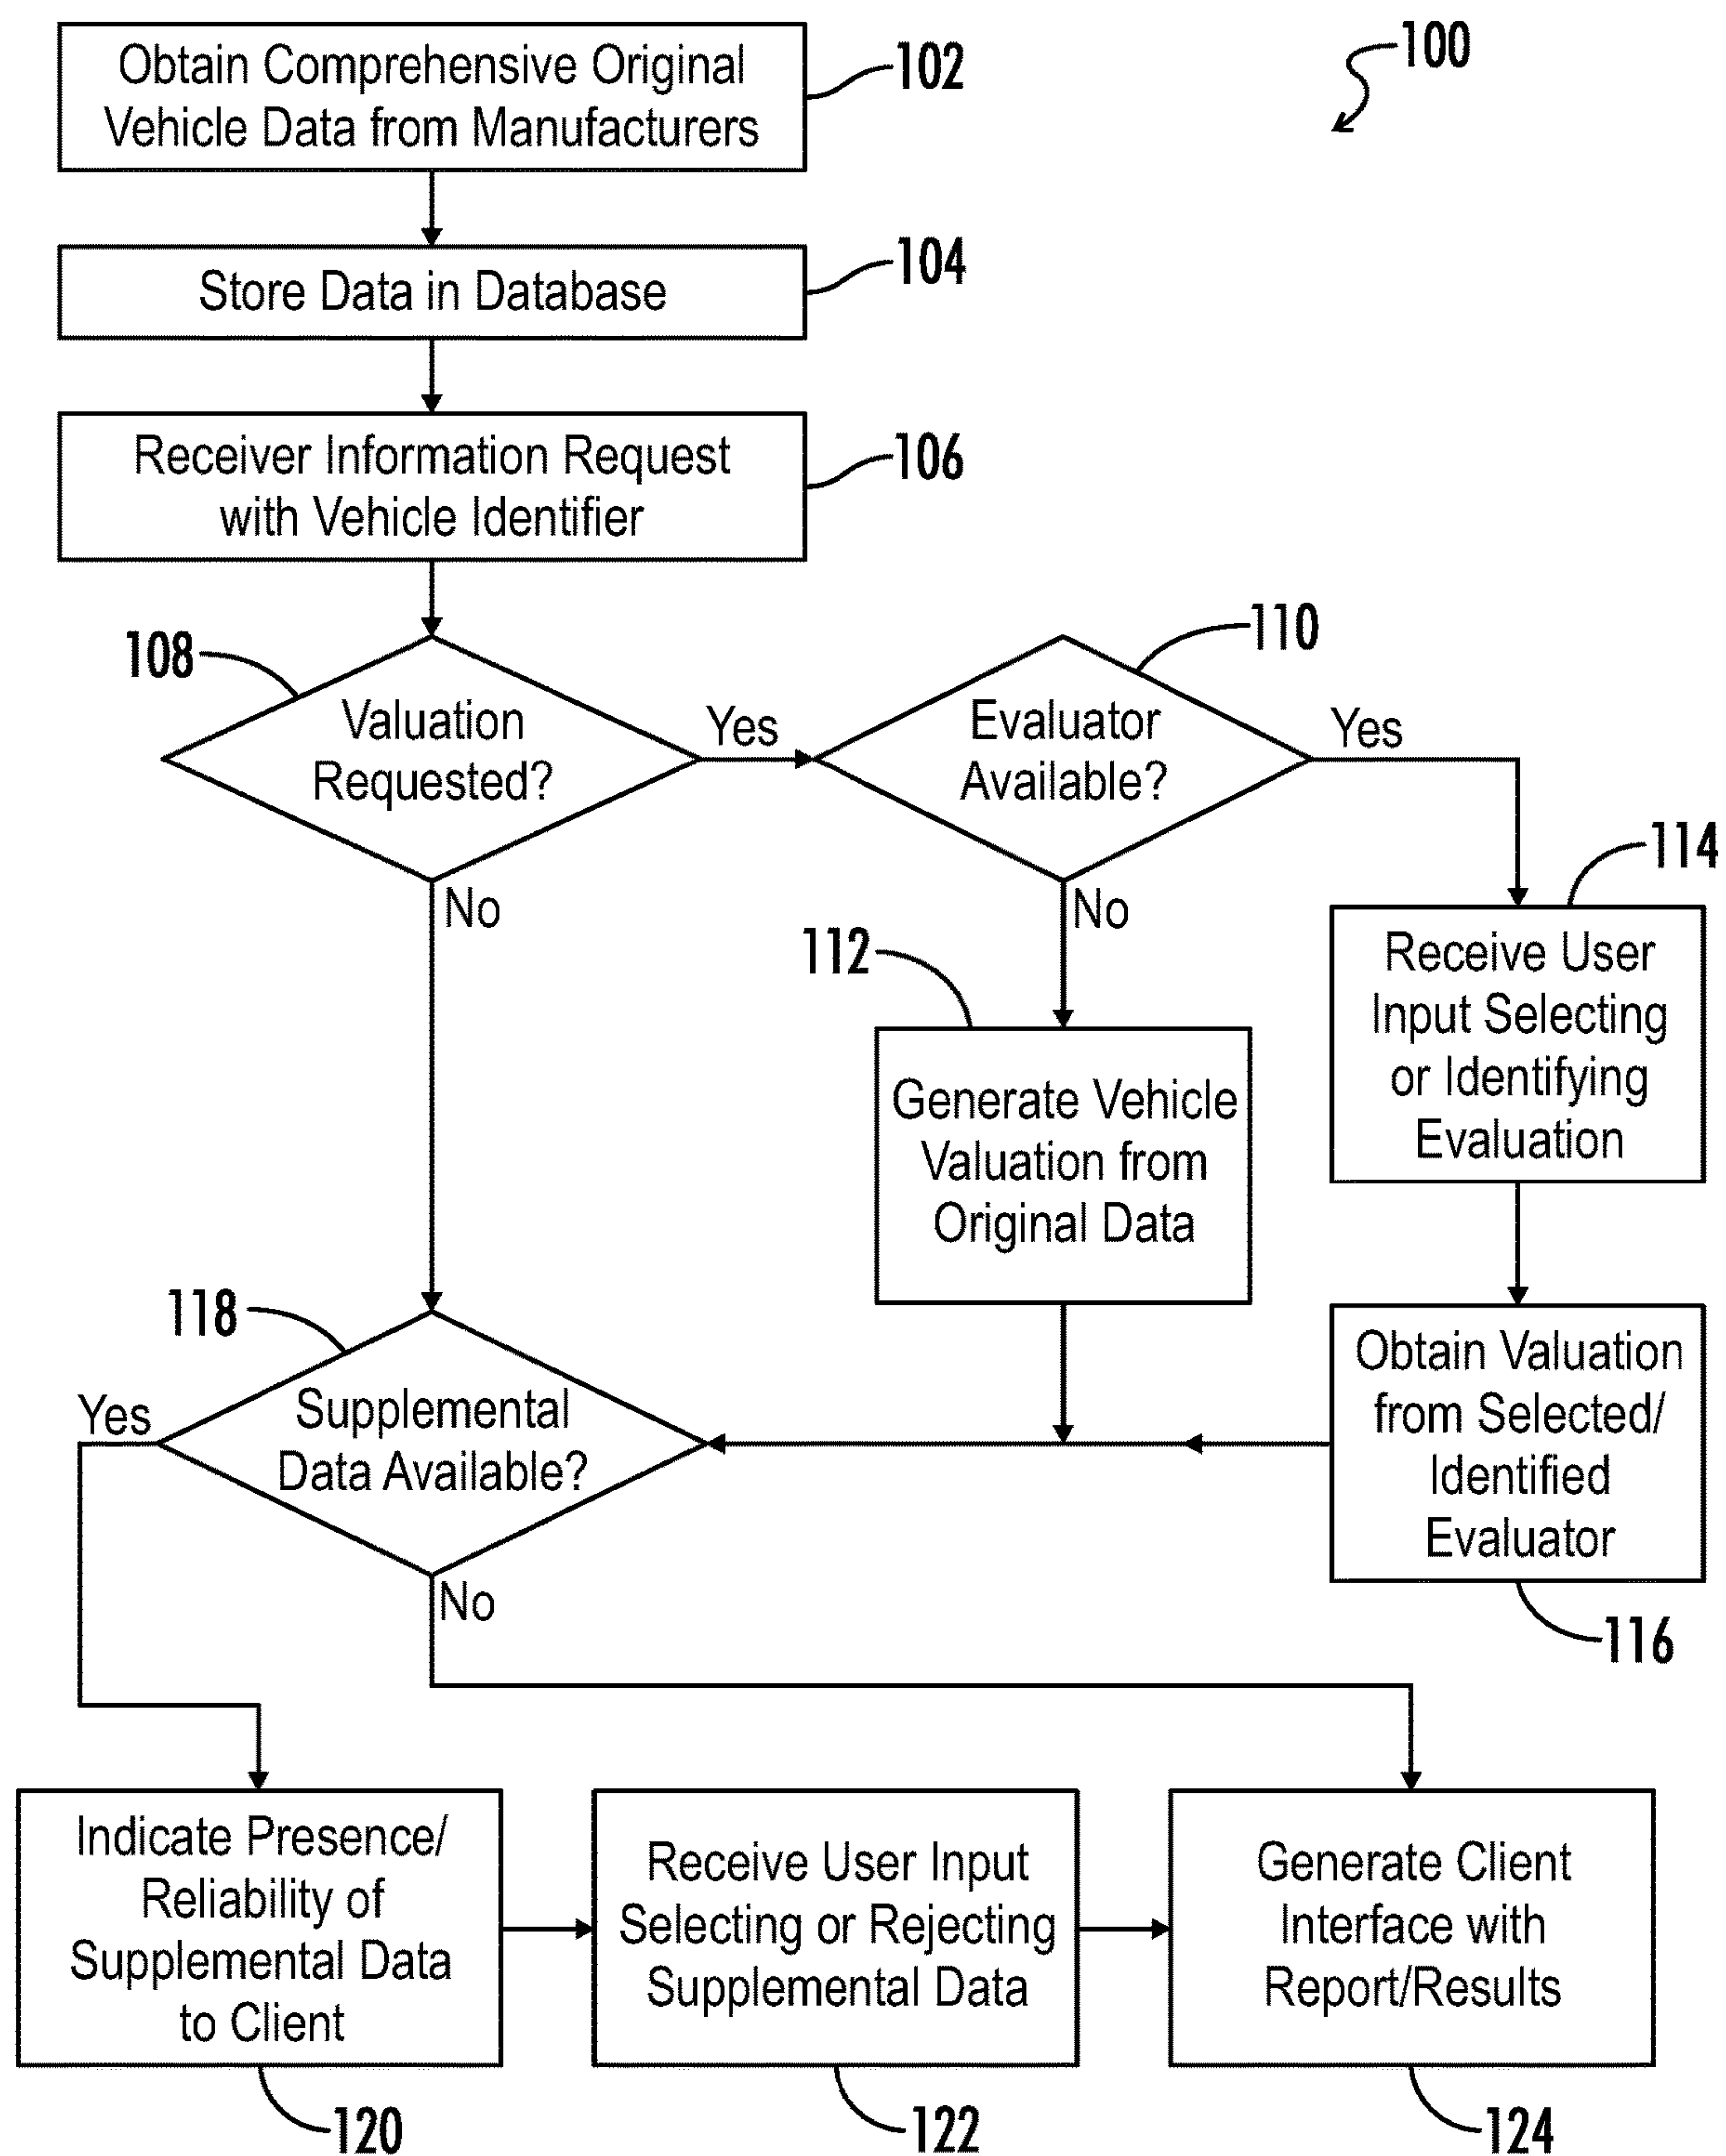 100
Obtain Comprehensive Original
Vehicle Data from Manufacturers
102
Store Data in Database
104
Receiver Information Request
with Vehicle Identifier
106
108
Valuation
Requested?
Yes
No
110
Evaluator
Available?
Yes
No
112
Generate Vehicle
Valuation from
Original Data
114
Receive User
Input Selecting
or Identifying
Evaluation
Obtain Valuation
from Selected/
Identified
Evaluator
116
118
Supplemental
Data Available?
Yes
No
Indicate Presence/
Reliability of
Supplemental Data
to Client
120
Receive User Input
Selecting or Rejecting
Supplemental Data
122
Generate Client
Interface with
Report/Results
124